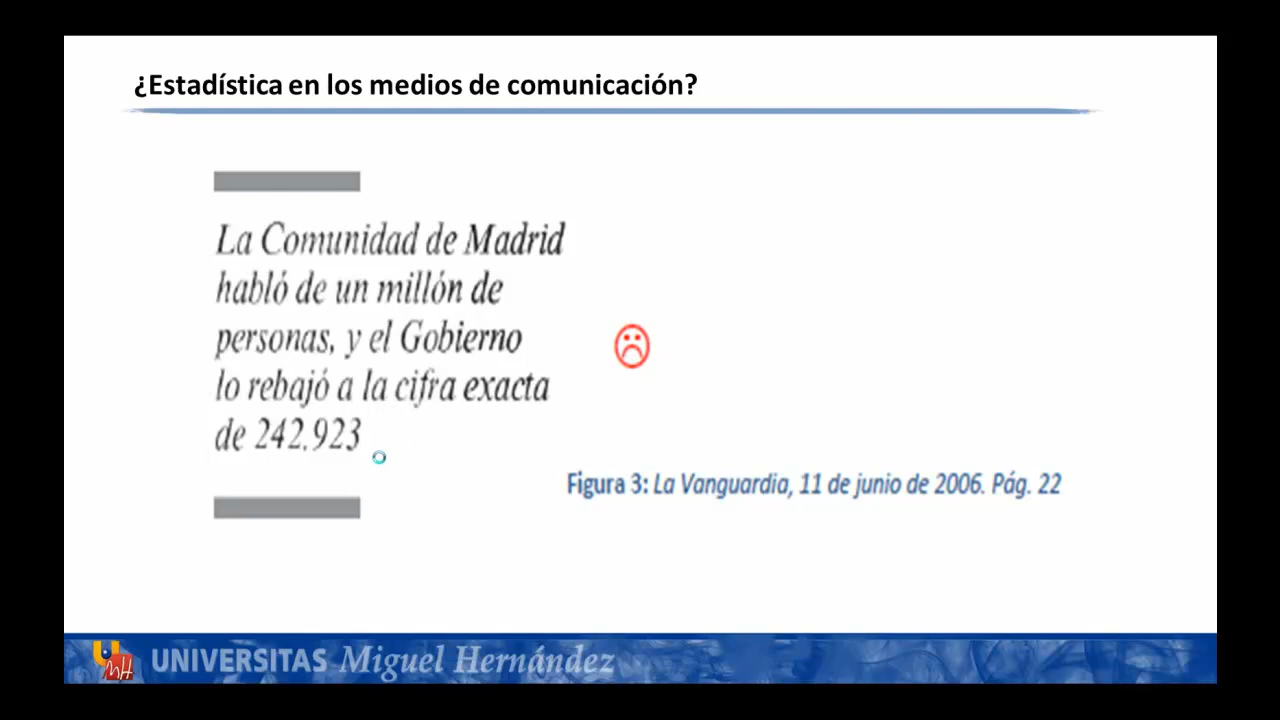 ¿Estadística en los medios de comunicación?
La Comunidad de Madrid
habló de un millón de
personas, y el Gobierno
lo rebajó a la cifra exacta
de 242.923
Figura 3: La Vanguardia, 11 de junio de 2006. Pág. 22
UNIVERSITAS Miguel Hernández